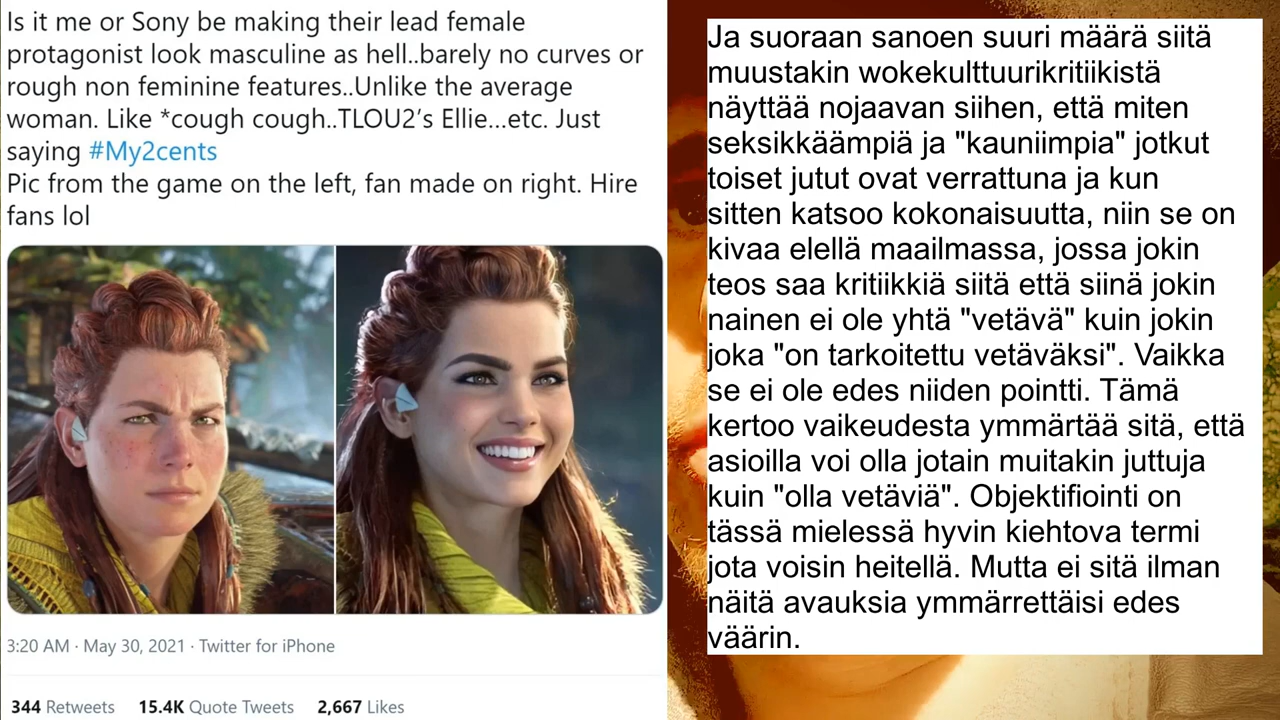 Is it me or Sony be making their lead female
protagonist look masculine as hell..barely no curves or
rough non feminine features..Unlike the average
woman. Like *cough cough..TLOU2's Ellie...etc. Just
saying #My2cents
Pic from the game on the left, fan made on right. Hire
fans lol
3:20 AM · May 30, 2021 · Twitter for iPhone
344 Retweets 15.4K Quote Tweets 2,667 Likes
Ja suoraan sanoen suuri määrä siitä
muustakin wokekulttuurikritiikistä
näyttää nojaavan siihen, että miten
seksikkäämpiä ja "kauniimpia" jotkut
toiset jutut ovat verrattuna ja kun
sitten katsoo kokonaisuutta, niin se on
kivaa elellä maailmassa, jossa jokin
teos saa kritiikkiä siitä että siinä jokin
nainen ei ole yhtä "vetävä" kuin jokin
joka "on tarkoitettu vetäväksi". Vaikka
se ei ole edes niiden pointti. Tämä
kertoo vaikeudesta ymmärtää sitä, että
asioilla voi olla jotain muitakin juttuja
kuin "olla vetäviä". Objektifiointi on
tässä mielessä hyvin kiehtova termi
jota voisin heitellä. Mutta ei sitä ilman
näitä avauksia ymmärrettäisi edes
väärin.